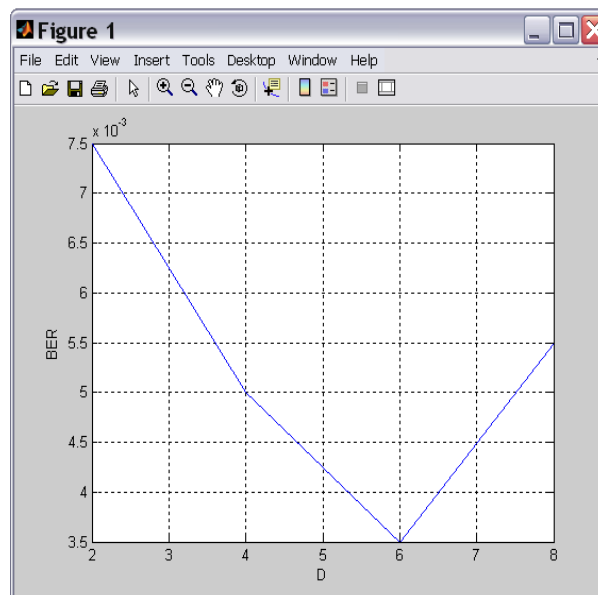 Figure 1
File Edit View Insert Tools Desktop Window Help
x 10^-3
7.5
7
6.5
6
5.5
5
4.5
4
3.5
BER
2 3 4 5 6 7 8
D